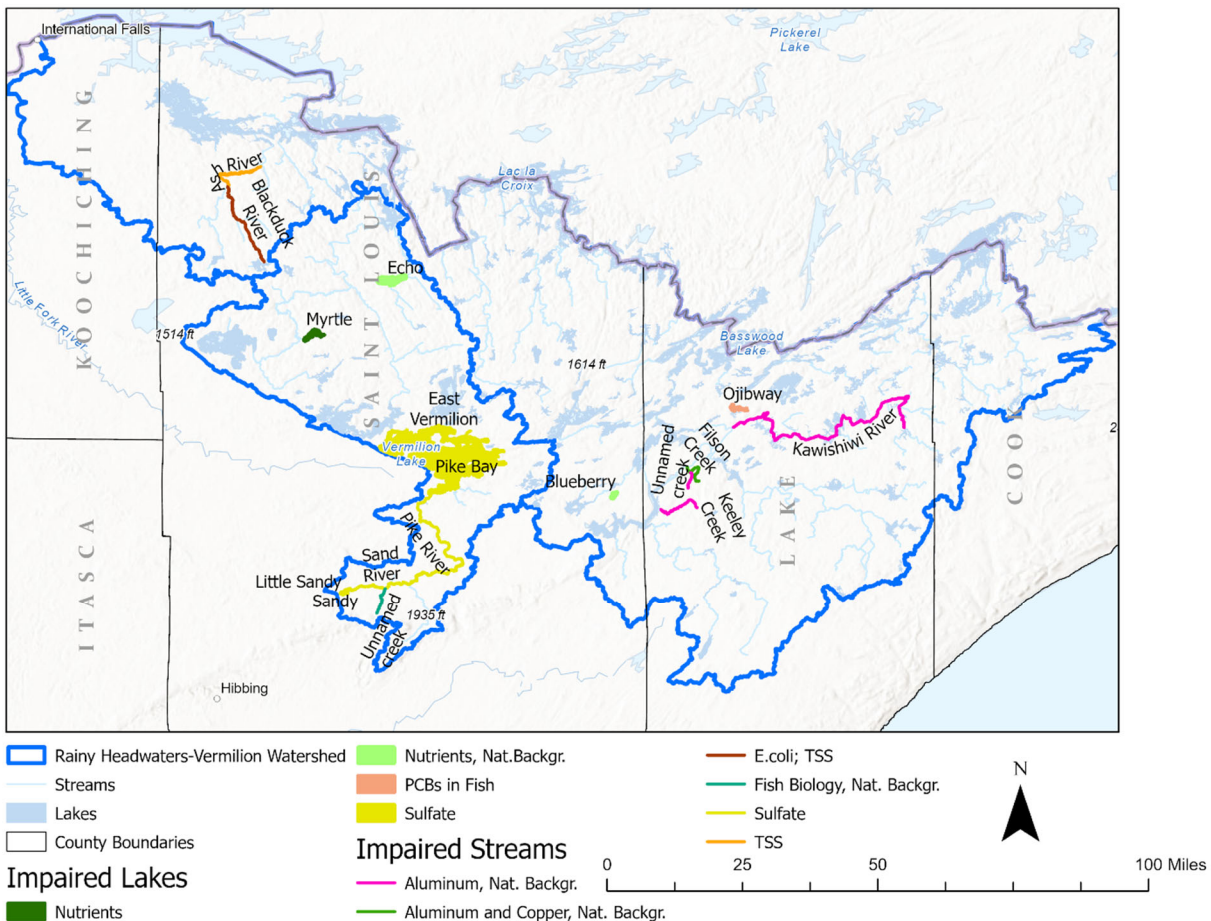 International Falls
Pickerel
Lake
KOOCHICHING
Ash River
Blackduck
River
Lac la
Croix
SAINT LOUIS
Echo
Little Fork River
1514 ft
Myrtle
Basswood
Lake
1614 ft
East
Vermilion
Ojibway
Vermilion
Lake
Pike Bay
Kawishiwi River
2
COOK
Filson
Creek
Unnamed
creek
Blueberry
Keeley
Creek
LAKE
Pike River
Sand
River
Little Sandy
Sandy
1935 ft
Unnamed
creek
ITASCA
Hibbing
Rainy Headwaters-Vermilion Watershed
Streams
Lakes
County Boundaries
Impaired Lakes
Nutrients
Nutrients, Nat.Backgr.
PCBs in Fish
Sulfate
Impaired Streams
Aluminum, Nat. Backgr.
Aluminum and Copper, Nat. Backgr.
E.coli; TSS
Fish Biology, Nat. Backgr.
Sulfate
TSS
N
0 25 50 100 Miles